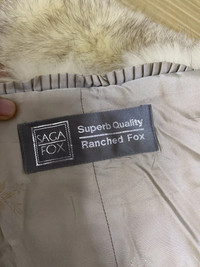 SAGA
FOX
Superb Quality
Ranched Fox